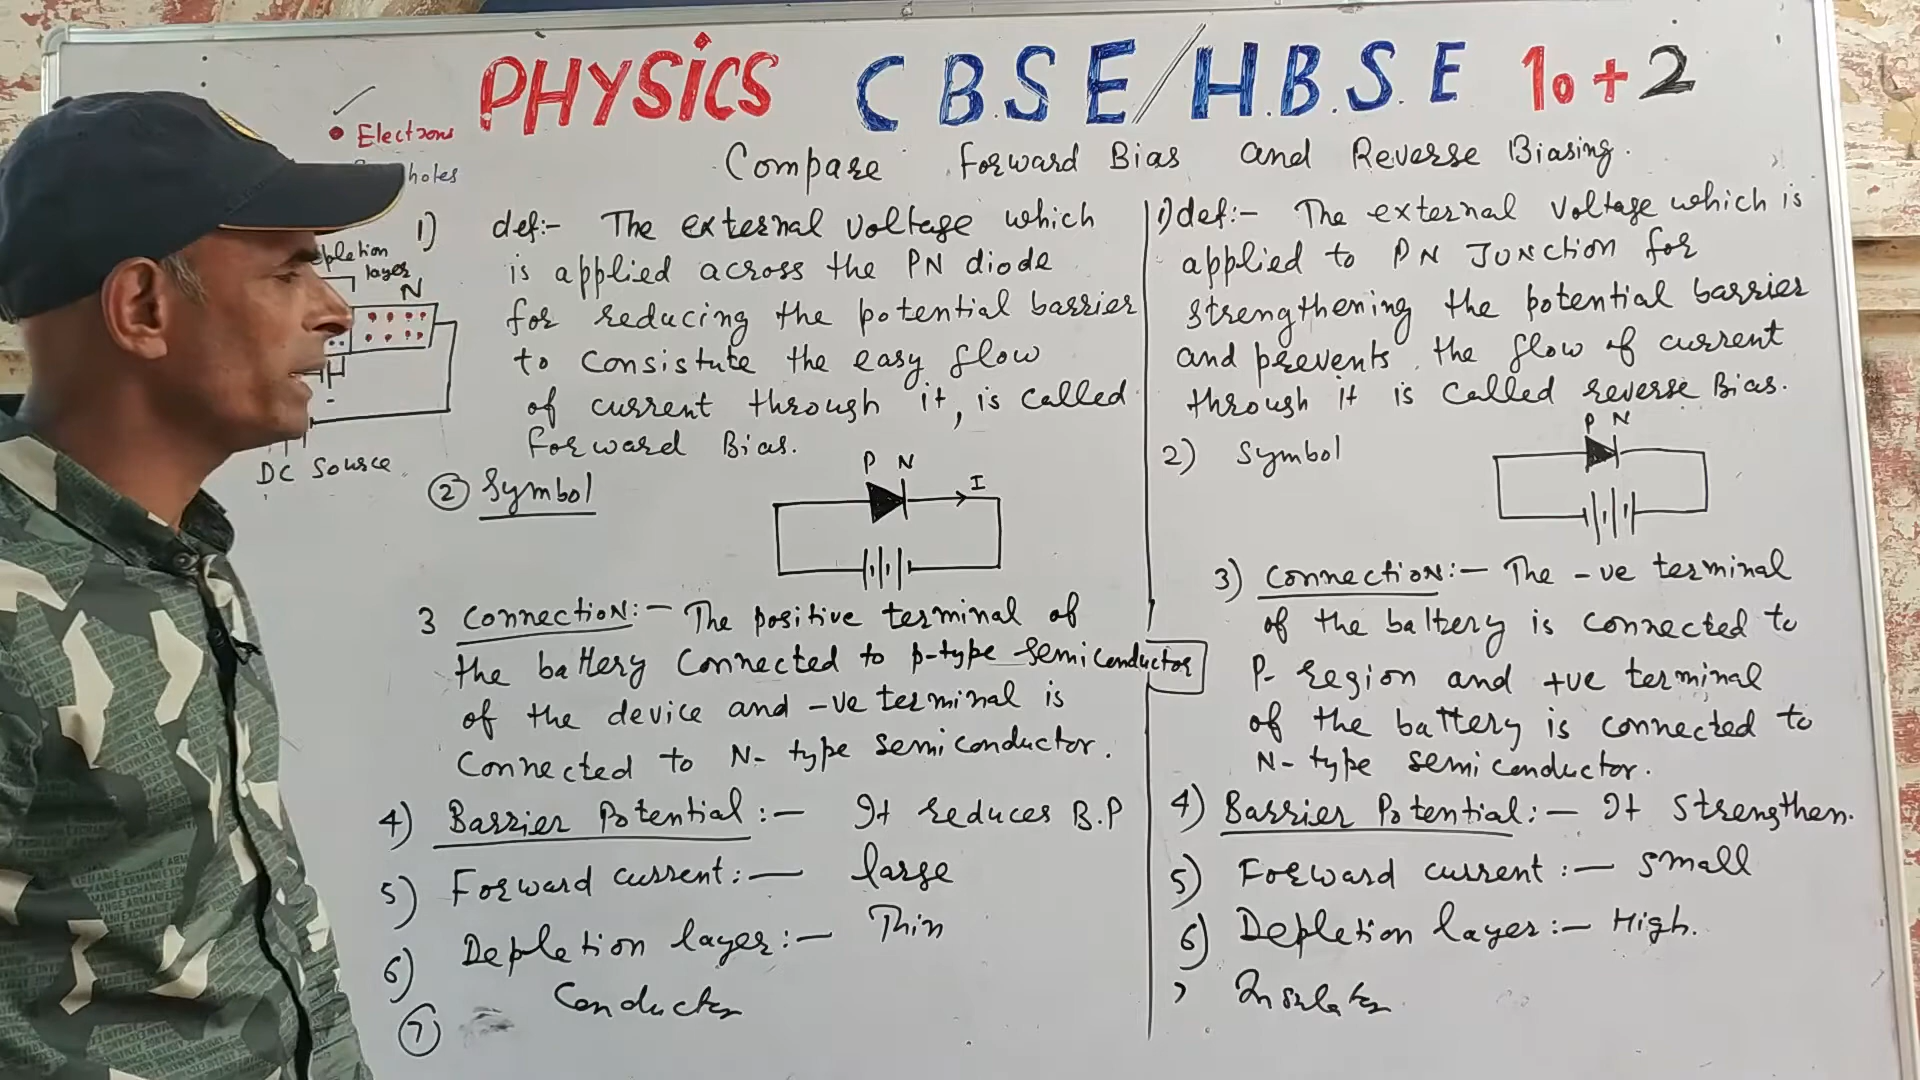 PHYSICS CBSE/H.B.S.E 10+2
Electrons
holes
Compare Forward Bias and Reverse Biasing.
layer
N
DC Source
1) def:- The external voltage which
is applied across the PN diode
for reducing the potential barrier
to consistute the easy flow
of current through it, is called
Forward Bias.
② Symbol
P N
I
3 Connection:- The positive terminal of
the battery connected to p-type semiconductor
of the device and -ve terminal is
connected to N-type semiconductor.
4) Barrier Potential:- It reduces B.P
5) Forward current:- large
6) Depletion layer:- Thin
⑦ Conductor
1) def:- The external voltage which is
applied to PN Junction for
strengthening the potential barrier
and prevents the flow of current
through it is called reverse Bias.
2) Symbol
P N
3) Connection:- The -ve terminal
of the battery is connected to
P- region and +ve terminal
of the battery is connected to
N-type semiconductor.
4) Barrier Potential:- It strengthen.
5) Forward current:- small
6) Depletion layer:- High.
Insulator